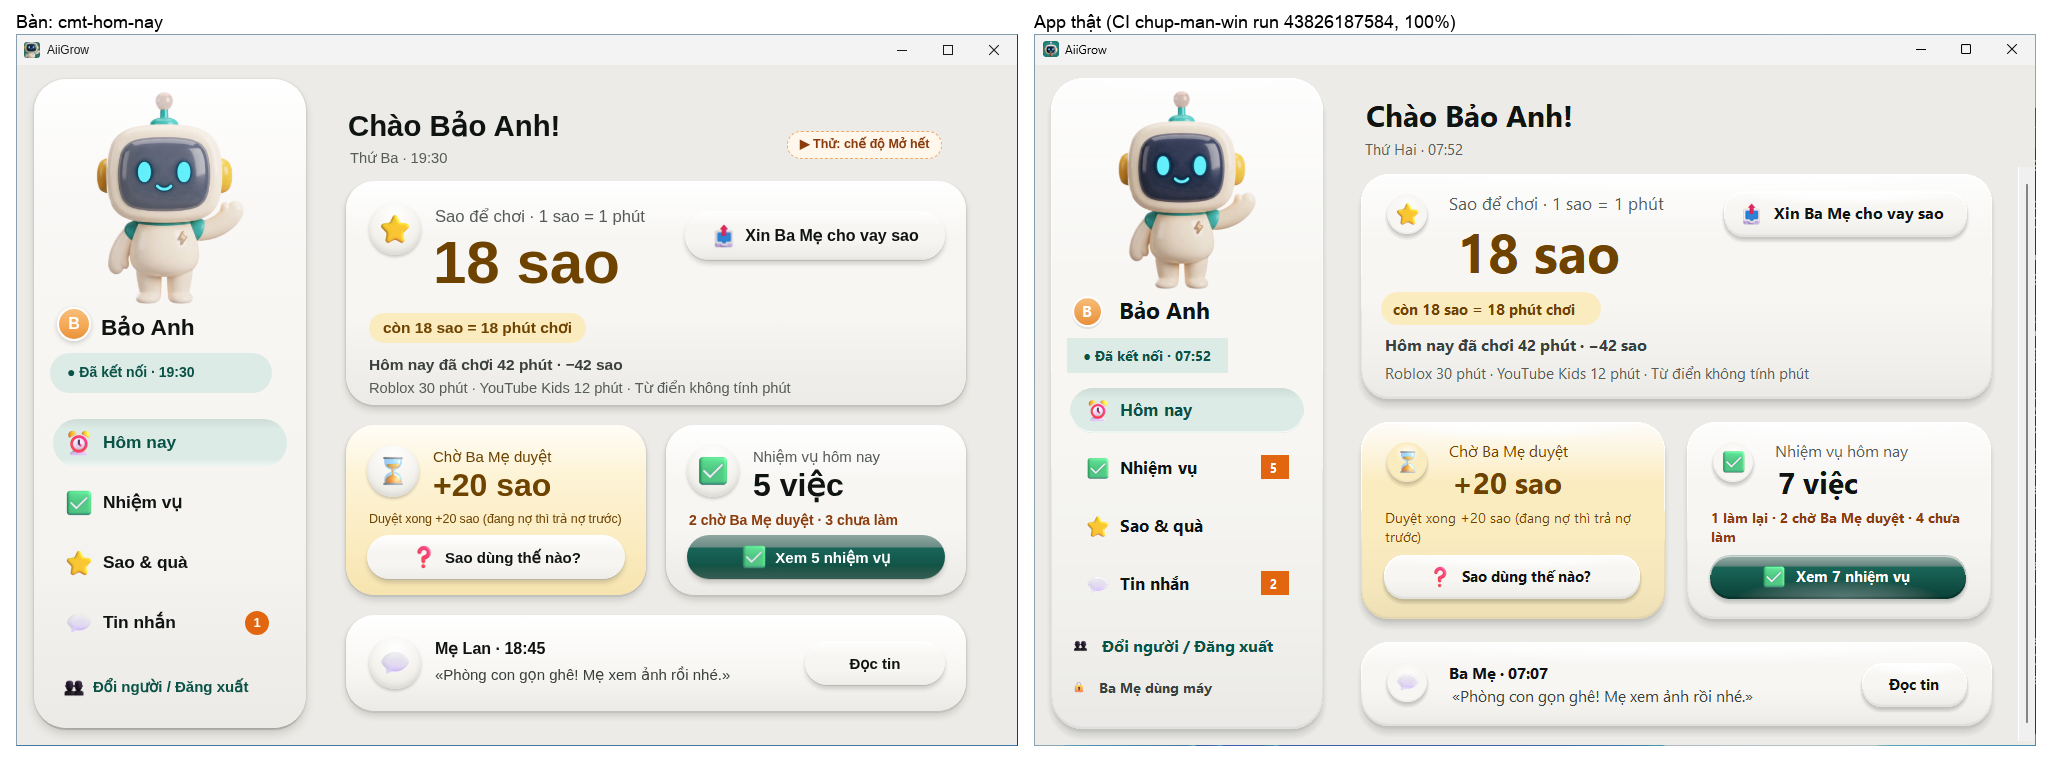 Bàn: cmt-hom-nay
AiiGrow
Bảo Anh
● Đã kết nối · 19:30
Hôm nay
Nhiệm vụ
Sao & quà
Tin nhắn
1
Đổi người / Đăng xuất
Chào Bảo Anh!
Thứ Ba · 19:30
▶ Thử: chế độ Mở hết
Sao để chơi · 1 sao = 1 phút
18 sao
Xin Ba Mẹ cho vay sao
còn 18 sao = 18 phút chơi
Hôm nay đã chơi 42 phút · −42 sao
Roblox 30 phút · YouTube Kids 12 phút · Từ điển không tính phút
Chờ Ba Mẹ duyệt
+20 sao
Duyệt xong +20 sao (đang nợ thì trả nợ trước)
Sao dùng thế nào?
Nhiệm vụ hôm nay
5 việc
2 chờ Ba Mẹ duyệt · 3 chưa làm
Xem 5 nhiệm vụ
Mẹ Lan · 18:45
«Phòng con gọn ghê! Mẹ xem ảnh rồi nhé.»
Đọc tin
B
App thật (CI chup-man-win run 43826187584, 100%)
AiiGrow
B
Bảo Anh
● Đã kết nối · 07:52
Hôm nay
Nhiệm vụ
5
Sao & quà
Tin nhắn
2
Đổi người / Đăng xuất
Ba Mẹ dùng máy
Chào Bảo Anh!
Thứ Hai · 07:52
Sao để chơi · 1 sao = 1 phút
18 sao
Xin Ba Mẹ cho vay sao
còn 18 sao = 18 phút chơi
Hôm nay đã chơi 42 phút · −42 sao
Roblox 30 phút · YouTube Kids 12 phút · Từ điển không tính phút
Chờ Ba Mẹ duyệt
+20 sao
Duyệt xong +20 sao (đang nợ thì trả nợ
trước)
Sao dùng thế nào?
Nhiệm vụ hôm nay
7 việc
1 làm lại · 2 chờ Ba Mẹ duyệt · 4 chưa
làm
Xem 7 nhiệm vụ
Ba Mẹ · 07:07
«Phòng con gọn ghê! Mẹ xem ảnh rồi nhé.»
Đọc tin